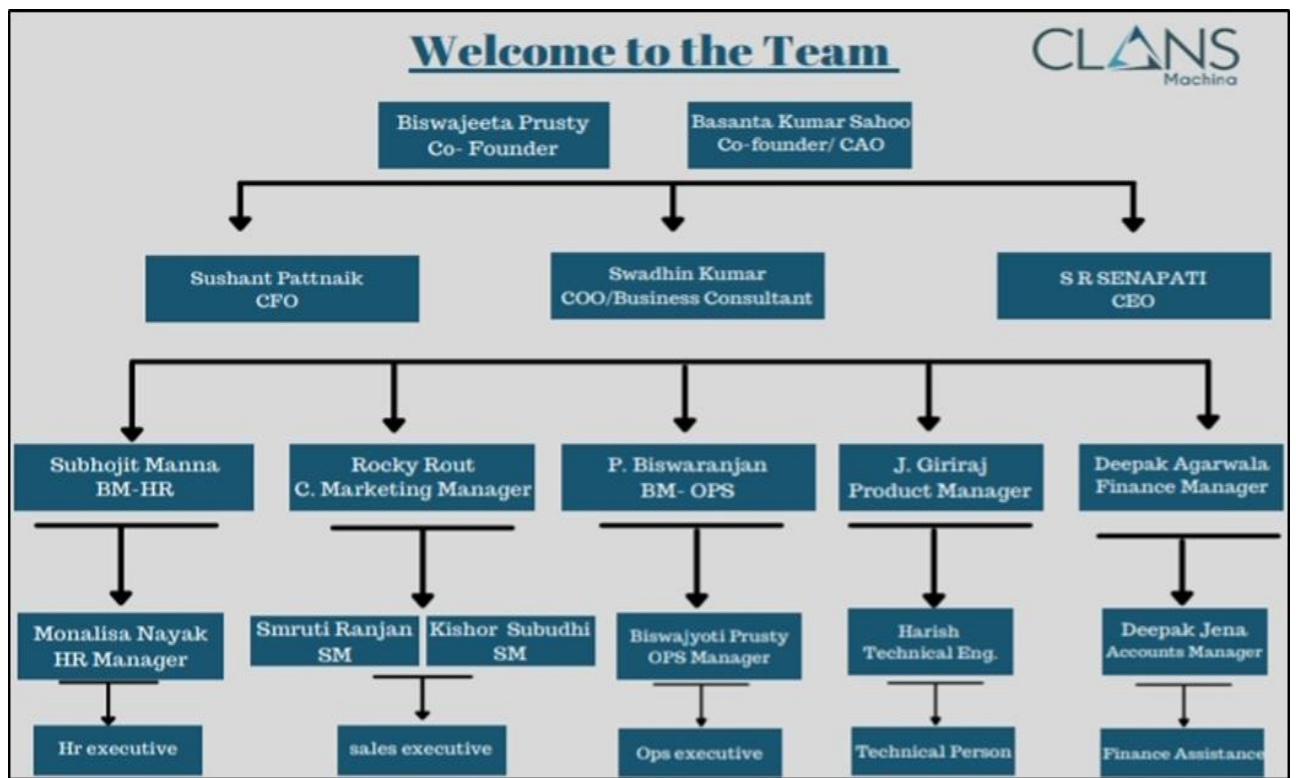 Welcome to the Team
CLANS
Machina
Biswajeeta Prusty
Co- Founder
Basanta Kumar Sahoo
Co-founder/ CAO
Sushant Pattnaik
CFO
Swadhin Kumar
COO/Business Consultant
S R SENAPATI
CEO
Subhojit Manna
BM-HR
Rocky Rout
C. Marketing Manager
P. Biswaranjan
BM- OPS
J. Giriraj
Product Manager
Deepak Agarwala
Finance Manager
Monalisa Nayak
HR Manager
Smruti Ranjan
SM
Kishor Subudhi
SM
Biswajyoti Prusty
OPS Manager
Harish
Technical Eng.
Deepak Jena
Accounts Manager
Hr executive
sales executive
Ops executive
Technical Person
Finance Assistance